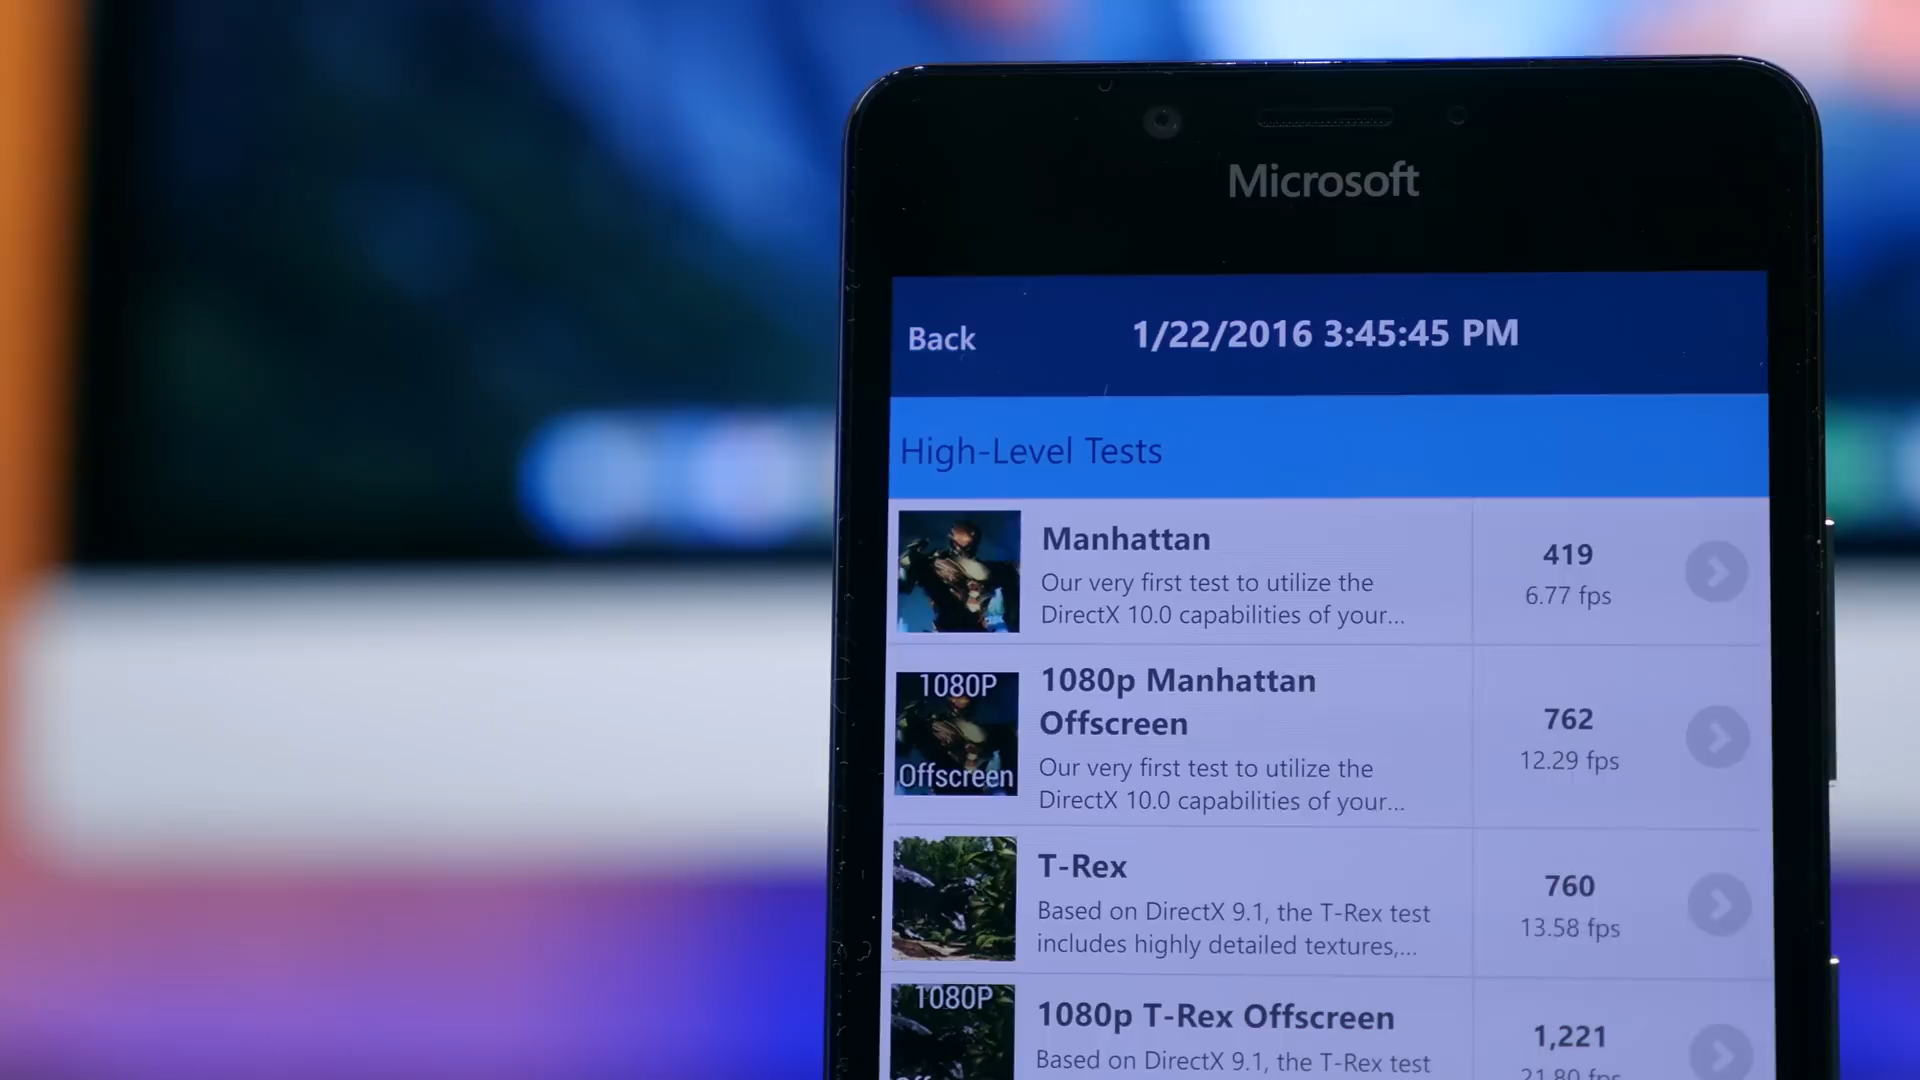 Microsoft
Back
1/22/2016 3:45:45 PM
High-Level Tests
Manhattan
Our very first test to utilize the
DirectX 10.0 capabilities of your...
419
6.77 fps
1080P
Offscreen
1080p Manhattan
Offscreen
Our very first test to utilize the
DirectX 10.0 capabilities of your...
762
12.29 fps
T-Rex
Based on DirectX 9.1, the T-Rex test
includes highly detailed textures,...
760
13.58 fps
1080P
1080p T-Rex Offscreen
Based on DirectX 9.1, the T-Rex test
1,221
21.80 fps